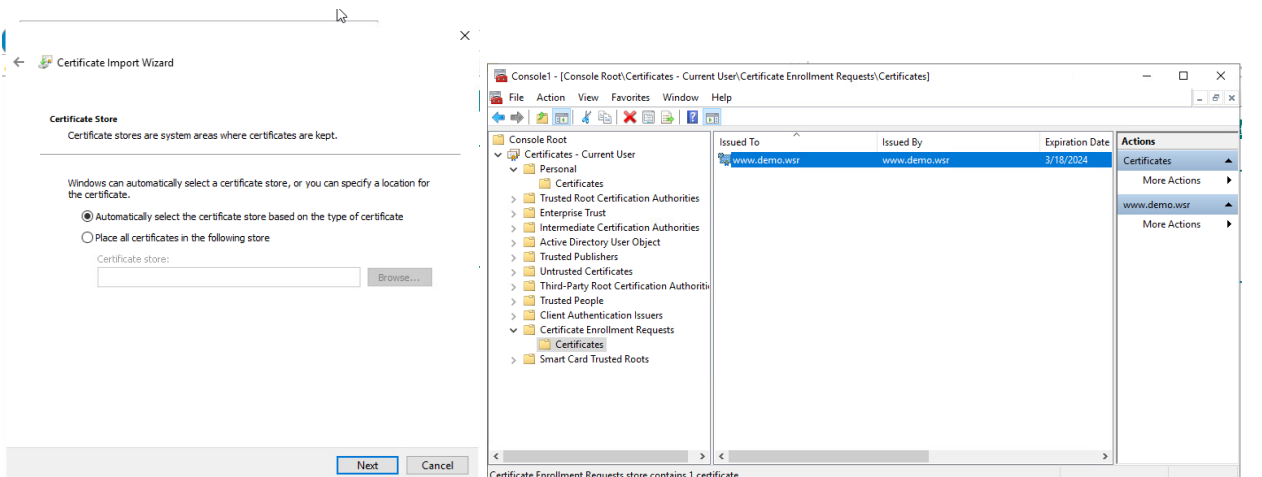 Certificate Import Wizard
Certificate Store
Certificate stores are system areas where certificates are kept.
Windows can automatically select a certificate store, or you can specify a location for
the certificate.
Automatically select the certificate store based on the type of certificate
Place all certificates in the following store
Certificate store:
Browse...
Next Cancel
Console1 - [Console Root\Certificates - Current User\Certificate Enrollment Requests\Certificates]
File Action View Favorites Window Help
Console Root
Certificates - Current User
Personal
Certificates
Trusted Root Certification Authorities
Enterprise Trust
Intermediate Certification Authorities
Active Directory User Object
Trusted Publishers
Untrusted Certificates
Third-Party Root Certification Authoriti
Trusted People
Client Authentication Issuers
Certificate Enrollment Requests
Certificates
Smart Card Trusted Roots
Issued To Issued By Expiration Date
www.demo.wsr www.demo.wsr 3/18/2024
Actions
Certificates
More Actions
www.demo.wsr
More Actions
Certificate Enrollment Requests store contains 1 certificate